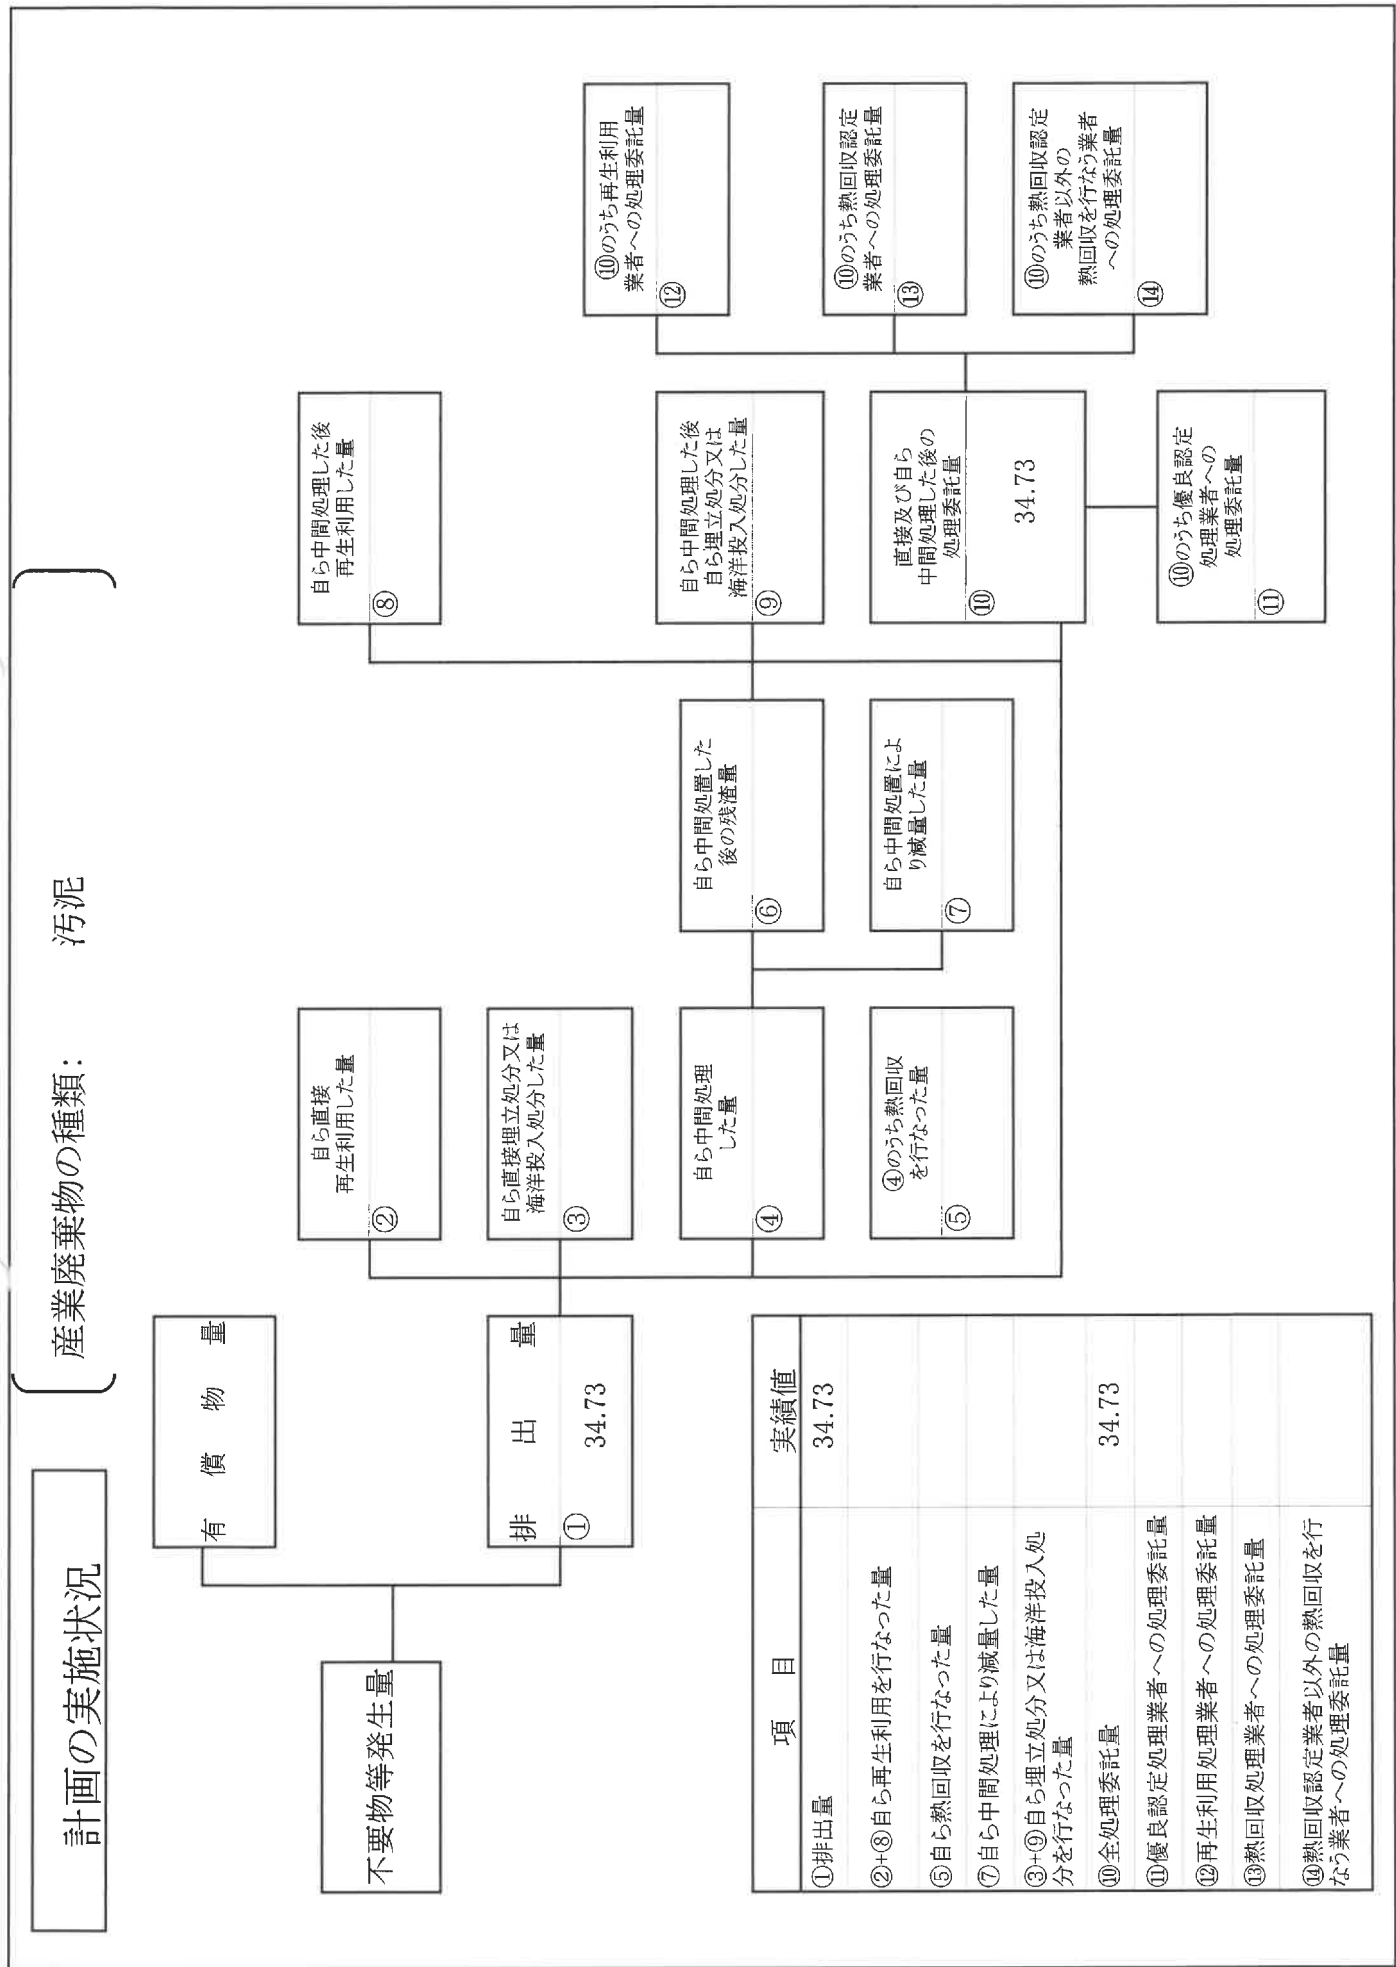 計画の実施状況
産業廃棄物の種類： 汚泥
不要物等発生量
有償物量
排出量
①
34.73
自ら直接
再生利用した量
②
自ら直接埋立処分又は
海洋投入処分した量
③
自ら中間処理
した量
④
④のうち熱回収
を行なった量
⑤
自ら中間処置した
後の残渣量
⑥
自ら中間処置によ
り減量した量
⑦
自ら中間処理した後
再生利用した量
⑧
自ら中間処理した後
自ら埋立処分又は
海洋投入処分した量
⑨
直接及び自ら
中間処理した後の
処理委託量
⑩
34.73
⑩のうち優良認定
処理業者への
処理委託量
⑪
⑩のうち再生利用
業者への処理委託量
⑫
⑩のうち熱回収認定
業者への処理委託量
⑬
⑩のうち熱回収認定
業者以外の
熱回収を行なう業者
への処理委託量
⑭
項目 実績値
①排出量 34.73
②+⑧自ら再生利用を行なった量
⑤自ら熱回収を行なった量
⑦自ら中間処理により減量した量
③+⑨自ら埋立処分又は海洋投入処
分を行なった量
⑩全処理委託量 34.73
⑪優良認定処理業者への処理委託量
⑫再生利用処理業者への処理委託量
⑬熱回収処理業者への処理委託量
⑭熱回収認定業者以外の熱回収を行
なう業者への処理委託量